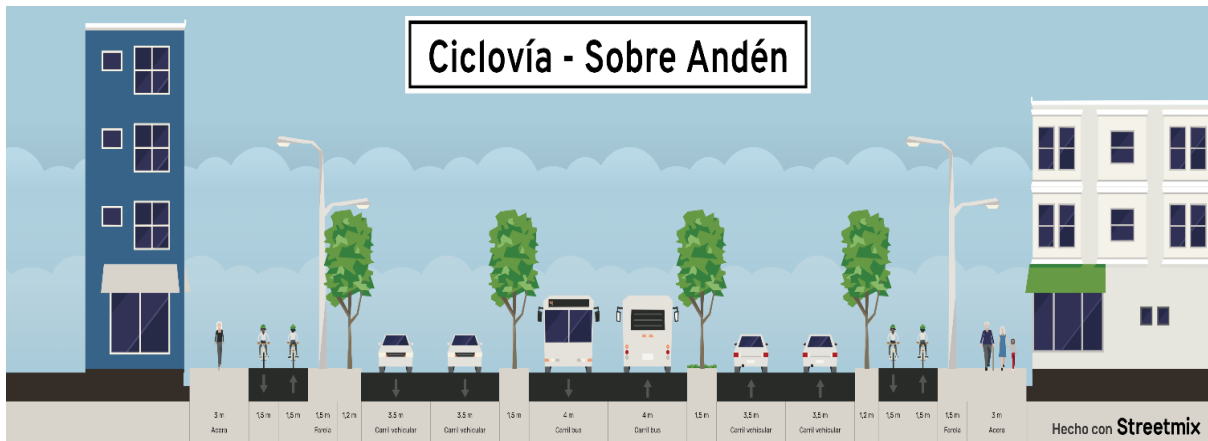 Ciclovía - Sobre Andén
3 m
1,5 m
1,5 m
1,5 m
1,2 m
3,5 m
3,5 m
1,5 m
4 m
4 m
1,5 m
3,5 m
3,5 m
1,2 m
1,5 m
1,5 m
1,5 m
3 m
Acera
Farola
Carril vehicular
Carril vehicular
Carril bus
Carril bus
Carril vehicular
Carril vehicular
Farola
Acera
Hecho con Streetmix